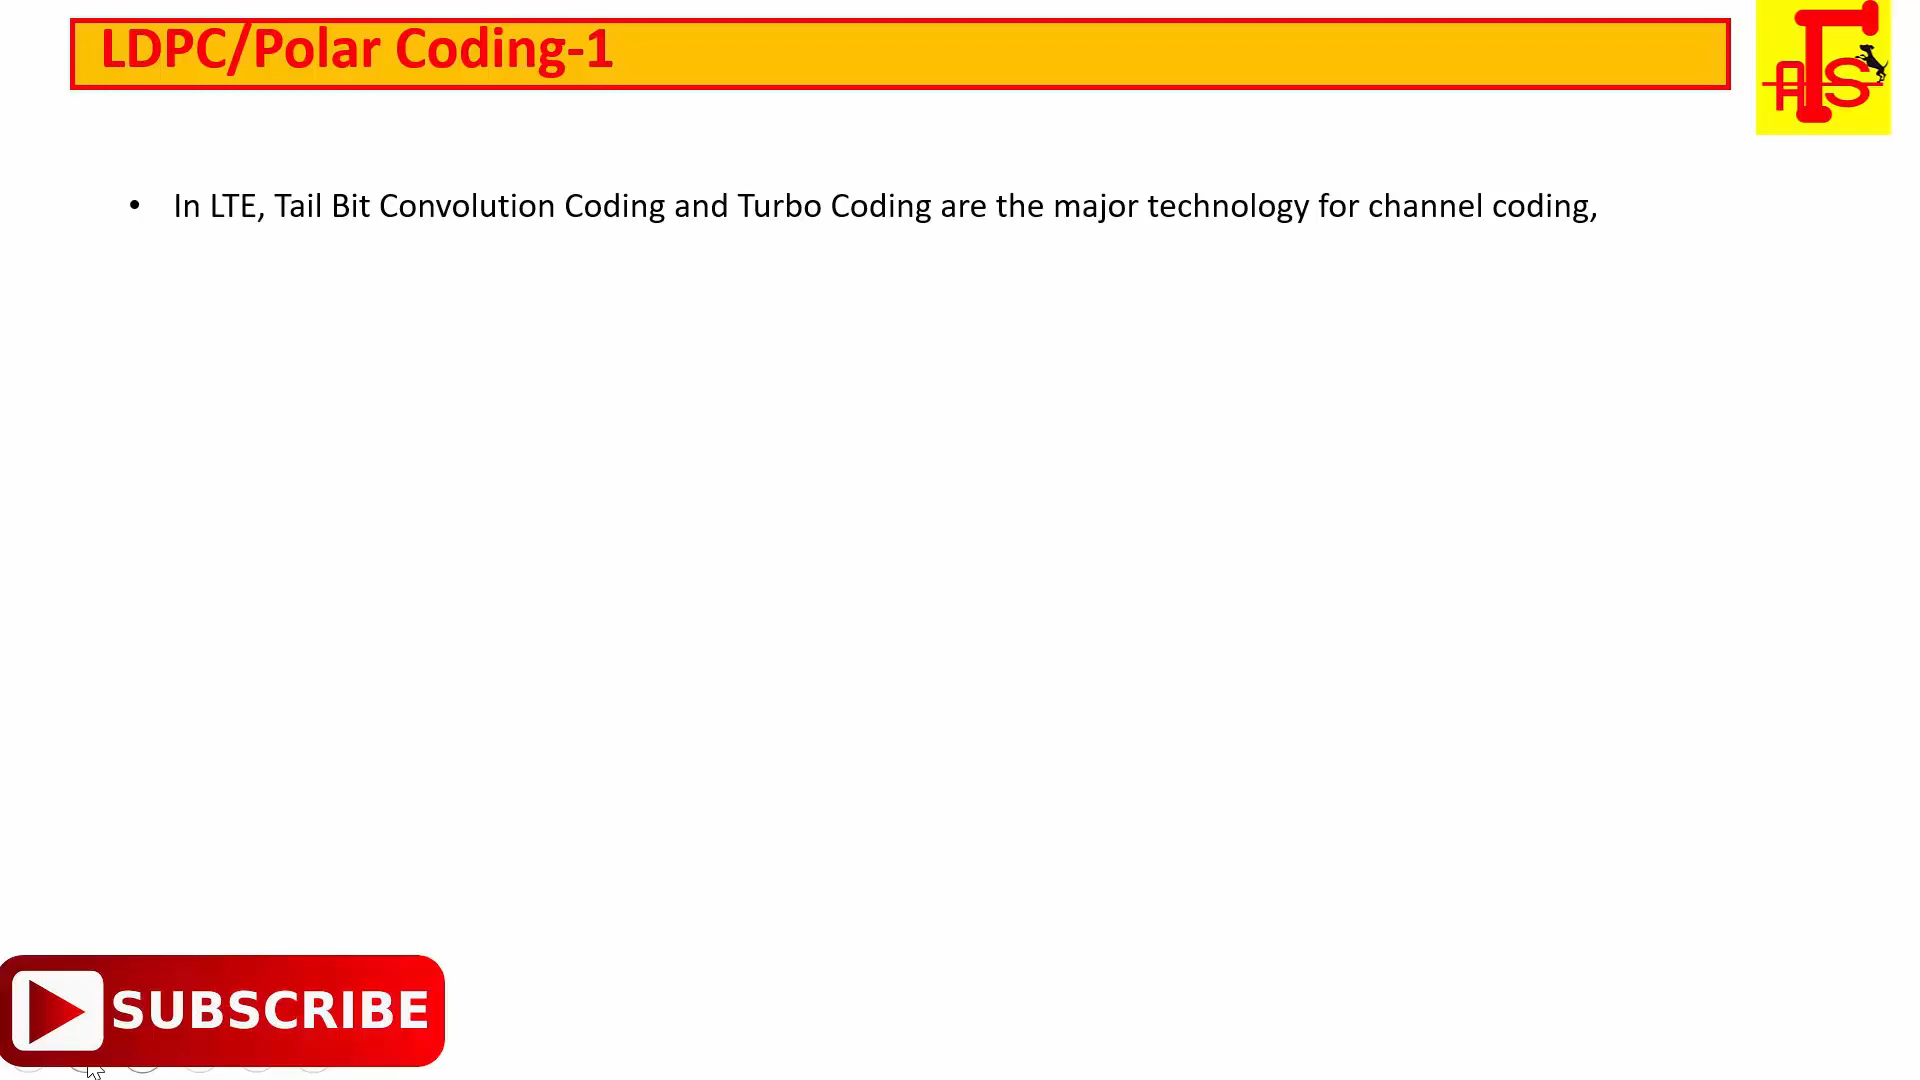 LDPC/Polar Coding-1
AFS
• In LTE, Tail Bit Convolution Coding and Turbo Coding are the major technology for channel coding,
SUBSCRIBE